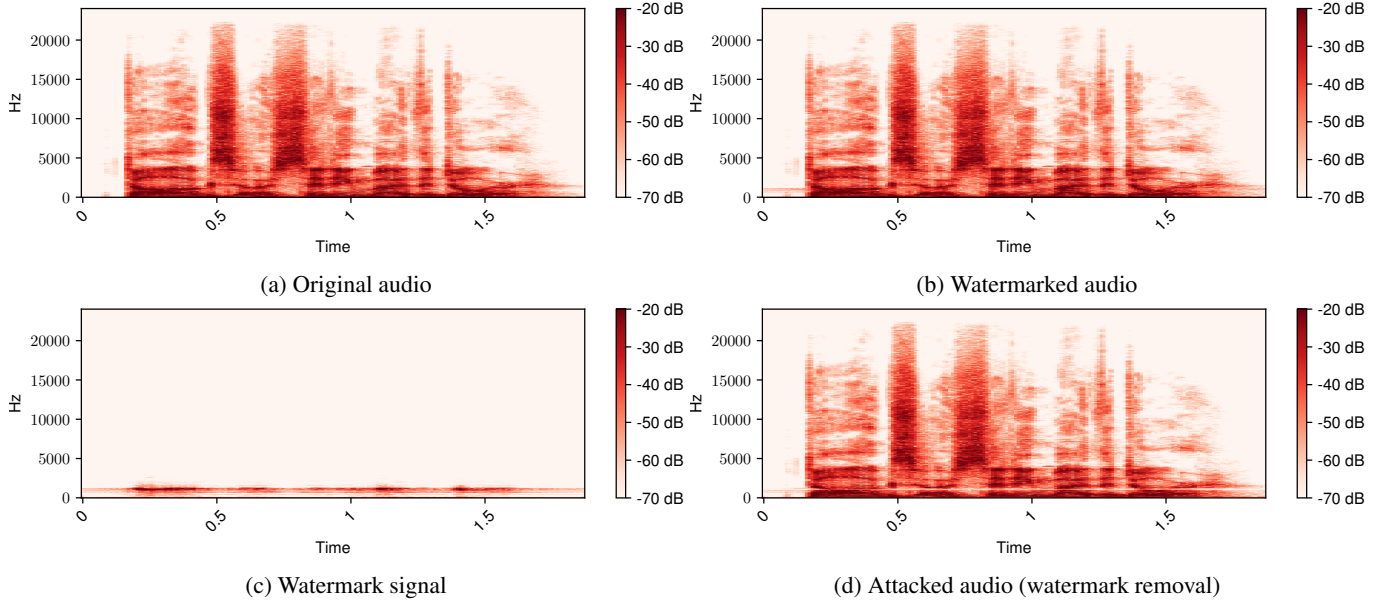 20000
15000
10000
5000
0
Hz
0
0.5
1
1.5
Time
-20 dB
-30 dB
-40 dB
-50 dB
-60 dB
-70 dB
(a) Original audio
20000
15000
10000
5000
0
Hz
0
0.5
1
1.5
Time
-20 dB
-30 dB
-40 dB
-50 dB
-60 dB
-70 dB
(b) Watermarked audio
20000
15000
10000
5000
0
Hz
0
0.5
1
1.5
Time
-20 dB
-30 dB
-40 dB
-50 dB
-60 dB
-70 dB
(c) Watermark signal
20000
15000
10000
5000
0
Hz
0
0.5
1
1.5
Time
-20 dB
-30 dB
-40 dB
-50 dB
-60 dB
-70 dB
(d) Attacked audio (watermark removal)